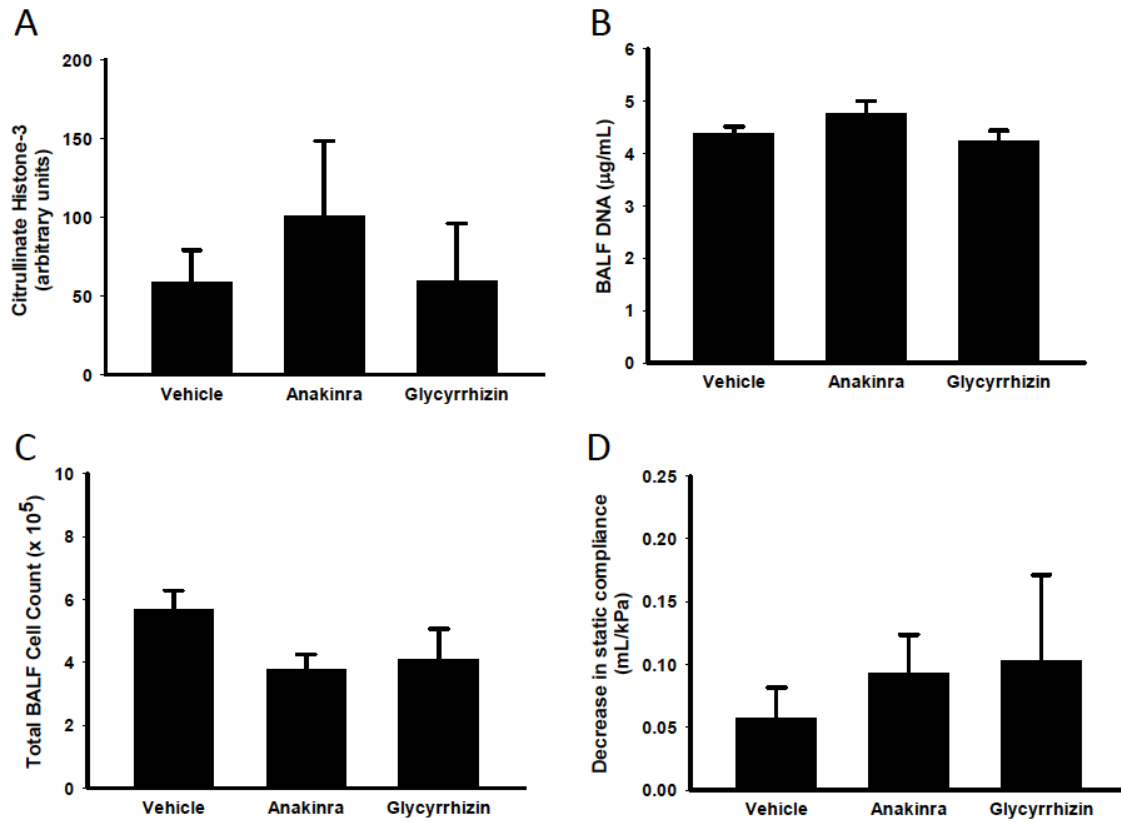 A
Citrullinate Histone-3
(arbitrary units)
200
150
100
50
0
Vehicle Anakinra Glycyrrhizin
B
BALF DNA (μg/mL)
6
5
4
3
2
1
0
Vehicle Anakinra Glycyrrhizin
C
Total BALF Cell Count (x 10⁵)
10
8
6
4
2
0
Vehicle Anakinra Glycyrrhizin
D
Decrease in static compliance
(mL/kPa)
0.25
0.20
0.15
0.10
0.05
0.00
Vehicle Anakinra Glycyrrhizin